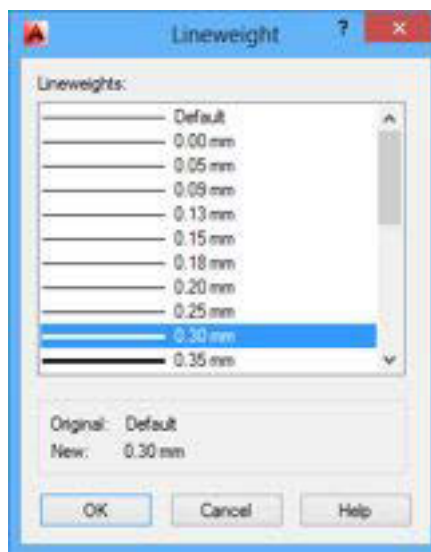 Lineweight ?
Lineweights:
Default
0.00 mm
0.05 mm
0.09 mm
0.13 mm
0.15 mm
0.18 mm
0.20 mm
0.25 mm
0.30 mm
0.35 mm
Original: Default
New: 0.30 mm
OK Cancel Help